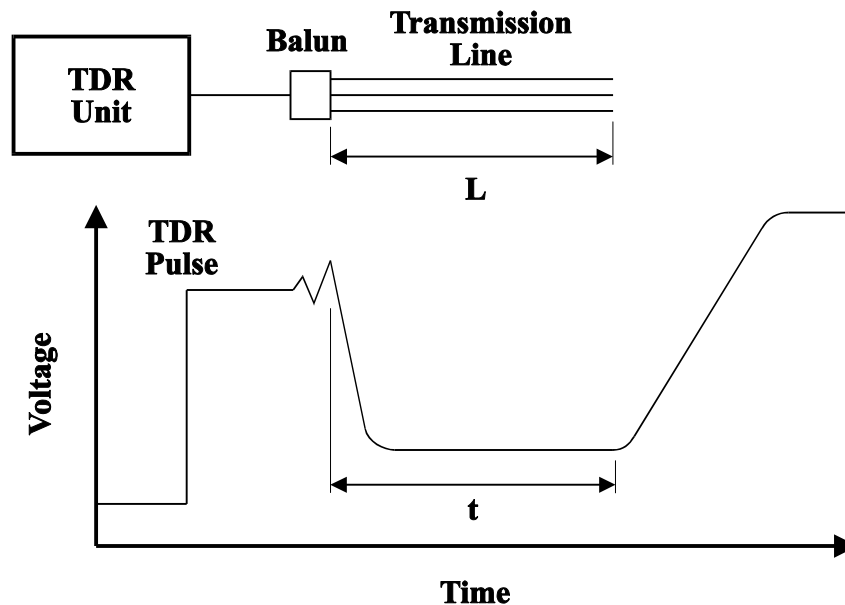 Transmission
Line
Balun
TDR
Unit
L
TDR
Pulse
Voltage
t
Time